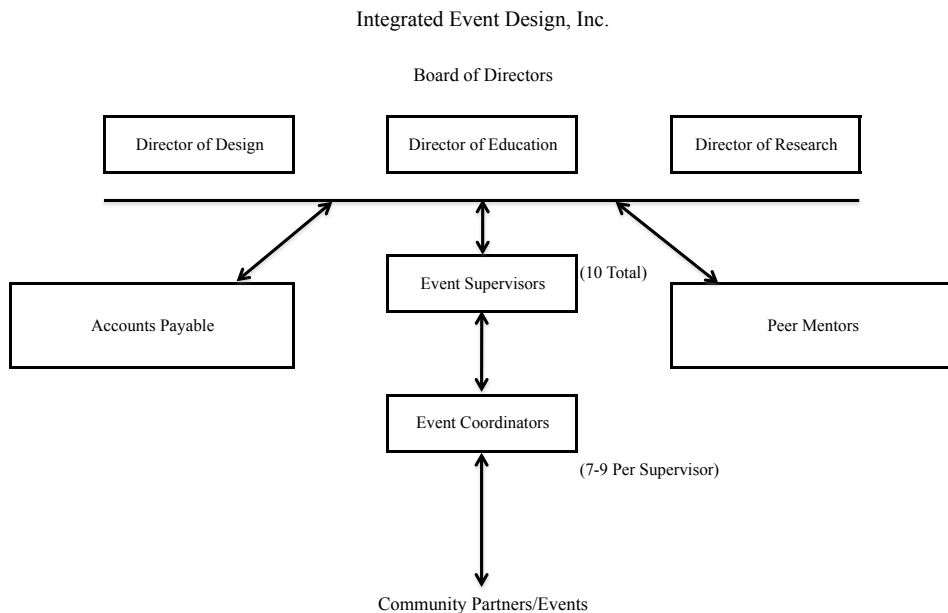 Integrated Event Design, Inc.
Board of Directors
Director of Design
Director of Education
Director of Research
Event Supervisors
(10 Total)
Accounts Payable
Peer Mentors
Event Coordinators
(7-9 Per Supervisor)
Community Partners/Events